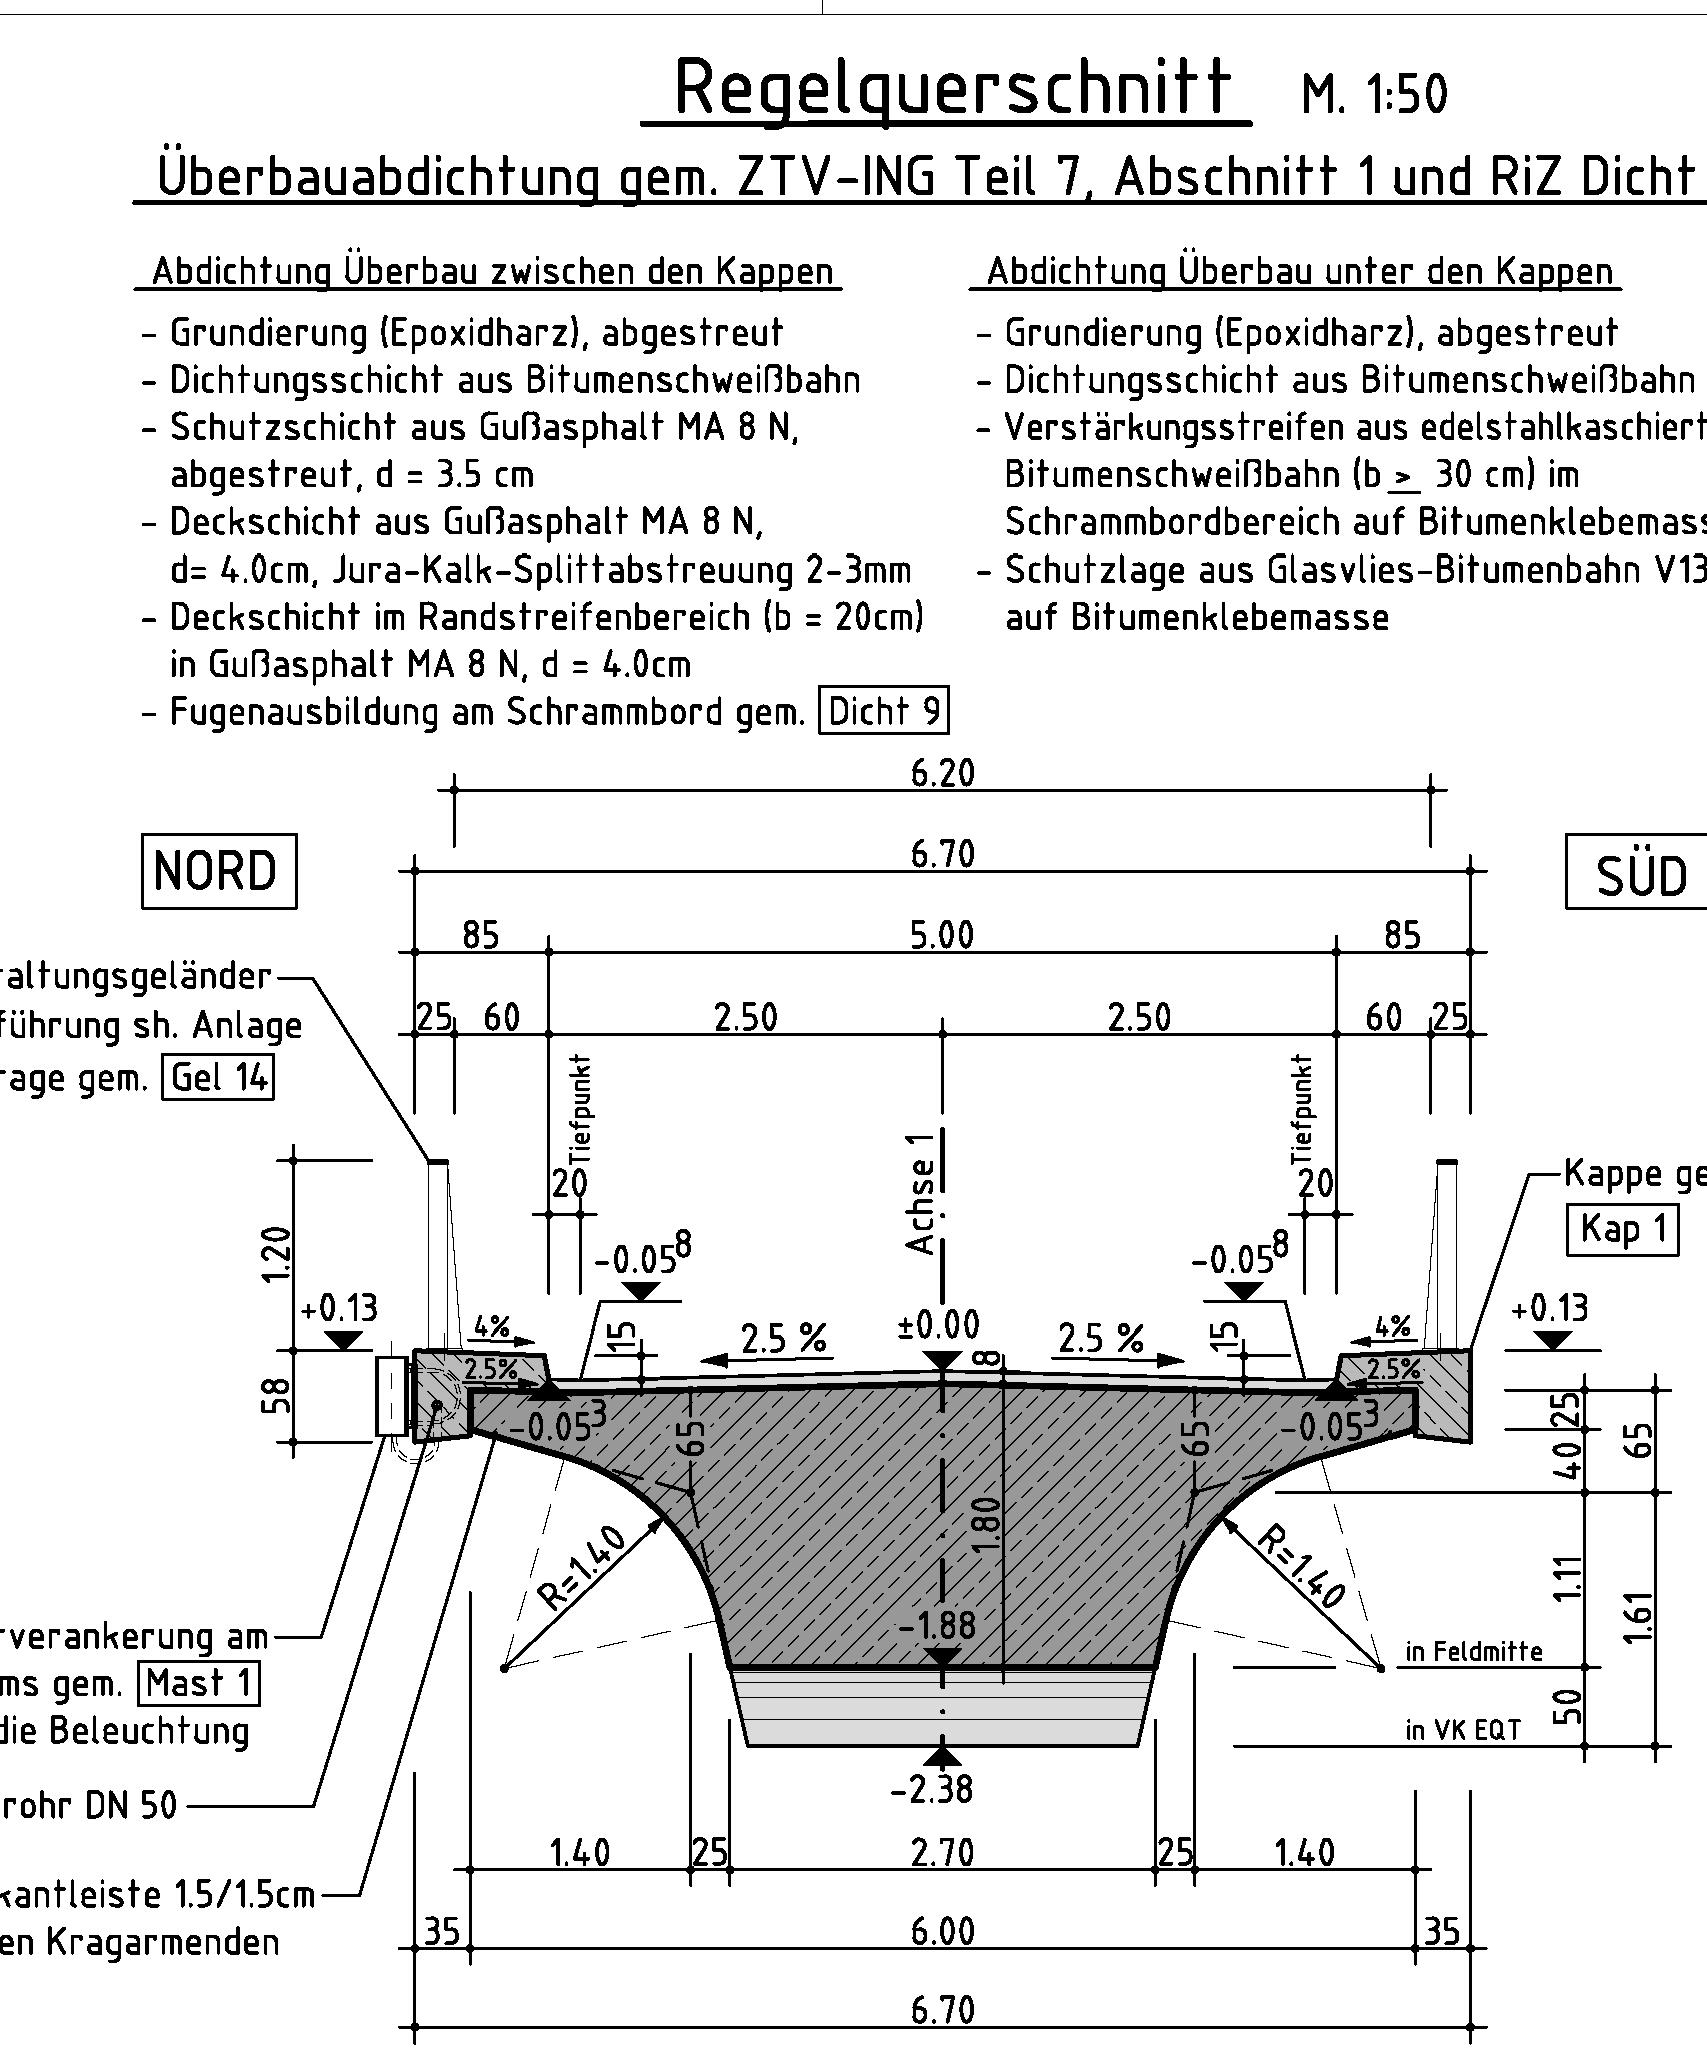 Regelquerschnitt M. 1:50
Überbauabdichtung gem. ZTV-ING Teil 7, Abschnitt 1 und RiZ Dicht
Abdichtung Überbau zwischen den Kappen
- Grundierung (Epoxidharz), abgestreut
- Dichtungsschicht aus Bitumenschweißbahn
- Schutzschicht aus Gußasphalt MA 8 N,
abgestreut, d = 3.5 cm
- Deckschicht aus Gußasphalt MA 8 N,
d= 4.0cm, Jura-Kalk-Splittabstreuung 2-3mm
- Deckschicht im Randstreifenbereich (b = 20cm)
in Gußasphalt MA 8 N, d = 4.0cm
- Fugenausbildung am Schrammbord gem. Dicht 9
Abdichtung Überbau unter den Kappen
- Grundierung (Epoxidharz), abgestreut
- Dichtungsschicht aus Bitumenschweißbahn
- Verstärkungsstreifen aus edelstahlkaschiert
Bitumenschweißbahn (b ≥ 30 cm) im
Schrammbordbereich auf Bitumenklebemass
- Schutzlage aus Glasvlies-Bitumenbahn V13
auf Bitumenklebemasse
6.20
NORD
6.70
SÜD
85 5.00 85
taltungsgeländer
führung sh. Anlage
rage gem. Gel 14
25 60 2.50 2.50 60 25
Tiefpunkt
Tiefpunkt
Achse 1
20
20
Kappe ge
Kap 1
1.20
-0.05⁸
-0.05⁸
+0.13
+0.13
4%
15
2.5 %
±0.00
8
2.5 %
15
4%
2.5%
2.5%
58
-0.05³
65
65
-0.05³
25
40
65
R=1.40
1.80
R=1.40
1.11
1.61
-1.88
in Feldmitte
50
in VK EQT
-2.38
rverankerung am
ms gem. Mast 1
die Beleuchtung
rohr DN 50
1.40 25 2.70 25 1.40
kantleiste 1.5/1.5cm
en Kragarmenden
35 6.00 35
6.70